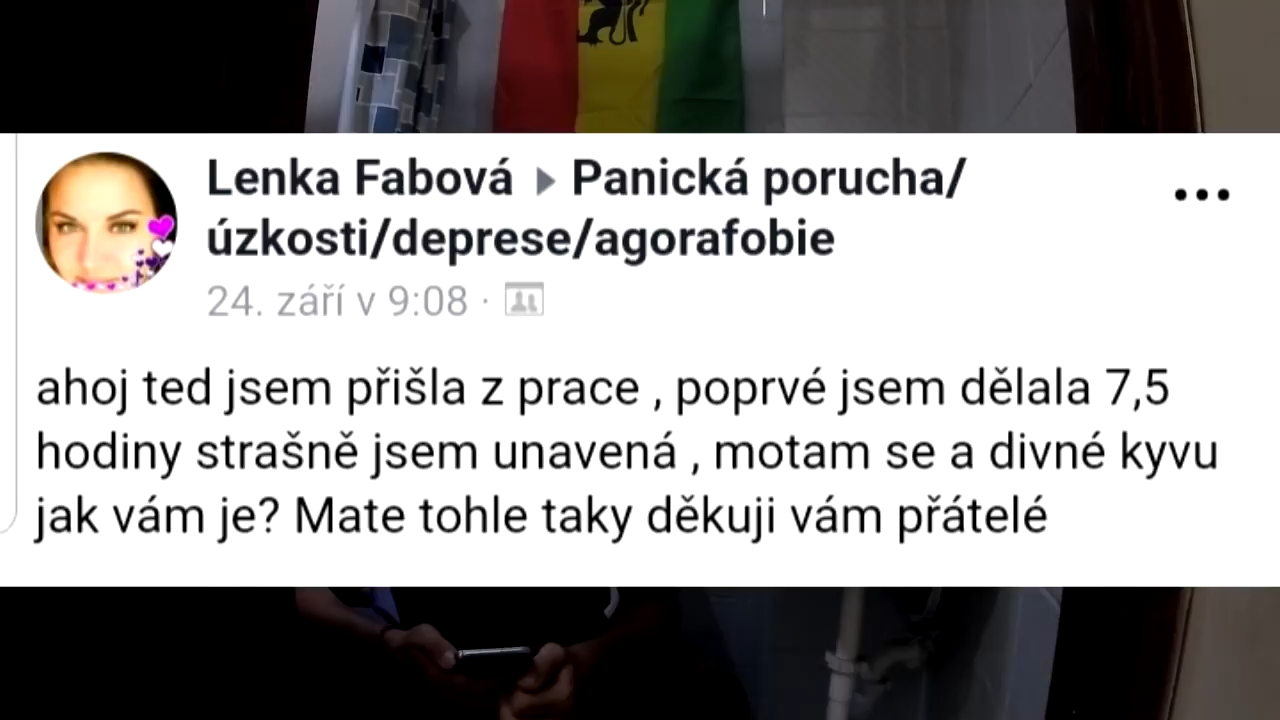 Lenka Fabová ▸ Panická porucha/
úzkosti/deprese/agorafobie
24. září v 9:08 ·
ahoj ted jsem přišla z prace , poprvé jsem dělala 7,5
hodiny strašně jsem unavená , motam se a divné kyvu
jak vám je? Mate tohle taky děkuji vám přátelé